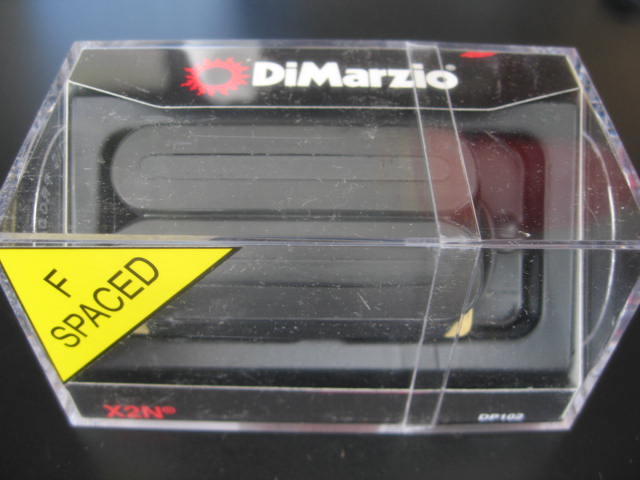 DiMarzio®
F
SPACED
X2N®
DP102